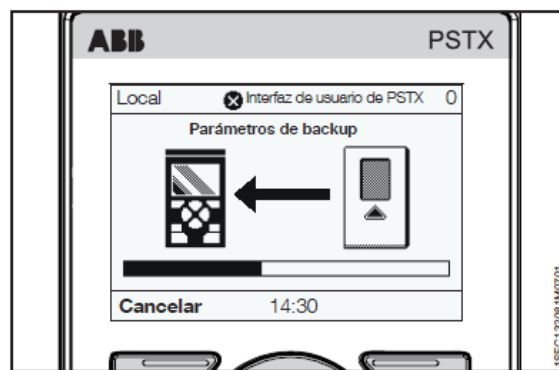 ABB PSTX
Local Interfaz de usuario de PSTX 0
Parámetros de backup
Cancelar 14:30